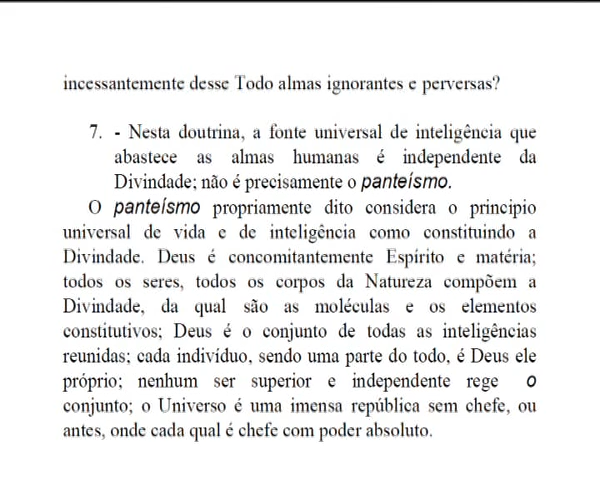 incessantemente desse Todo almas ignorantes e perversas?
7. - Nesta doutrina, a fonte universal de inteligência que
abastece as almas humanas é independente da
Divindade; não é precisamente o panteísmo.
O panteísmo propriamente dito considera o princípio
universal de vida e de inteligência como constituindo a
Divindade. Deus é concomitantemente Espírito e matéria;
todos os seres, todos os corpos da Natureza compõem a
Divindade, da qual são as moléculas e os elementos
constitutivos; Deus é o conjunto de todas as inteligências
reunidas; cada indivíduo, sendo uma parte do todo, é Deus ele
próprio; nenhum ser superior e independente rege o
conjunto; o Universo é uma imensa república sem chefe, ou
antes, onde cada qual é chefe com poder absoluto.